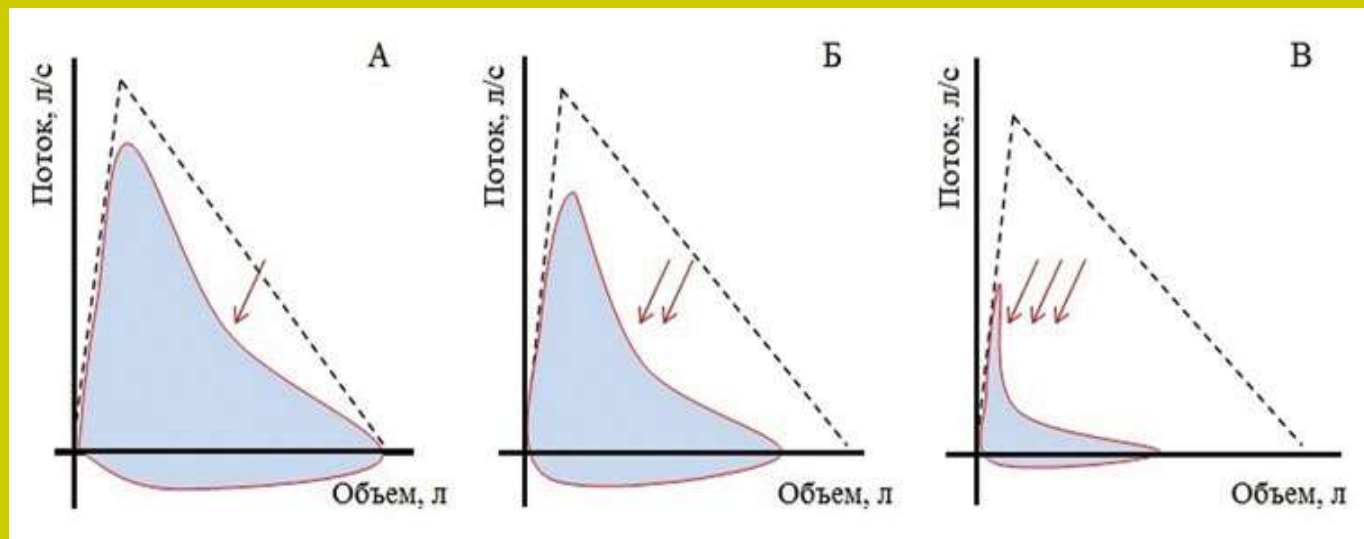 А
Поток, л/с
Объем, л
Б
Поток, л/с
Объем, л
В
Поток, л/с
Объем, л